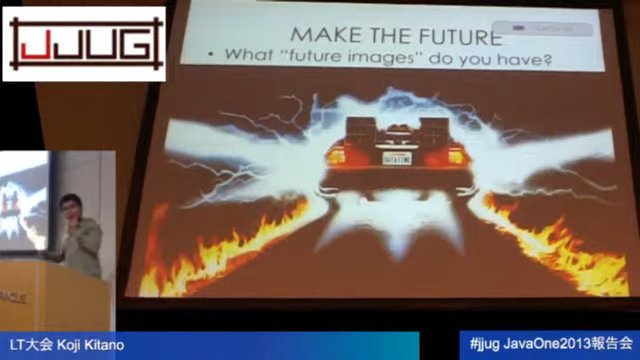 JJUG
MAKE THE FUTURE
• What "future images" do you have?
ORACLE
LT大会 Koji Kitano
#jjug JavaOne2013報告会